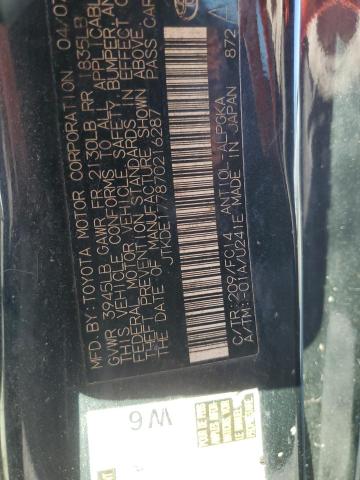 MFD. BY: TOYOTA MOTOR CORPORATION 04/07
GVWR 3945LB GAWR FR 2130LB RR 1835LB
THIS VEHICLE CONFORMS TO ALL APPLICABLE
FEDERAL MOTOR VEHICLE SAFETY, BUMPER, AND
THEFT PREVENTION STANDARDS IN EFFECT ON
THE DATE OF MANUFACTURE SHOWN ABOVE.
JTKDE177870216287 PASS CAR
C/TR: 209/FC14 ANT10L-ALPGKA
A/TM: -01A/U241E MADE IN JAPAN 872
W6